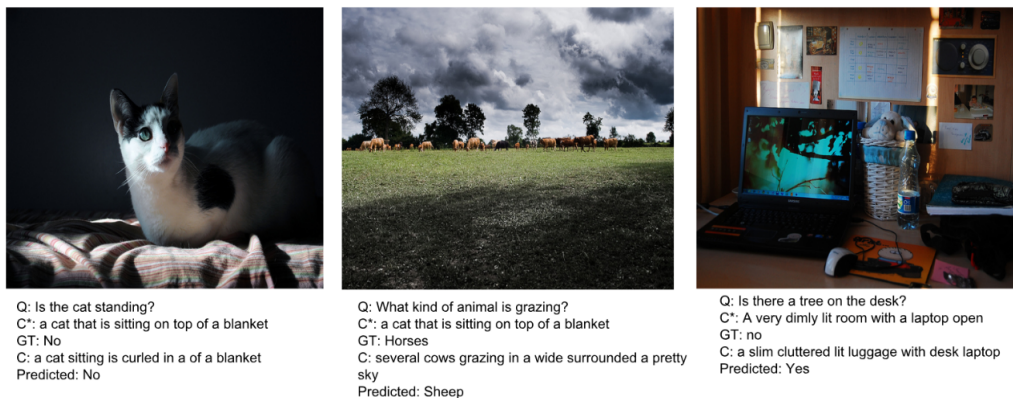 Q: Is the cat standing?
C*: a cat that is sitting on top of a blanket
GT: No
C: a cat sitting is curled in a of a blanket
Predicted: No
Q: What kind of animal is grazing?
C*: a cat that is sitting on top of a blanket
GT: Horses
C: several cows grazing in a wide surrounded a pretty
sky
Predicted: Sheep
Q: Is there a tree on the desk?
C*: A very dimly lit room with a laptop open
GT: no
C: a slim cluttered lit luggage with desk laptop
Predicted: Yes